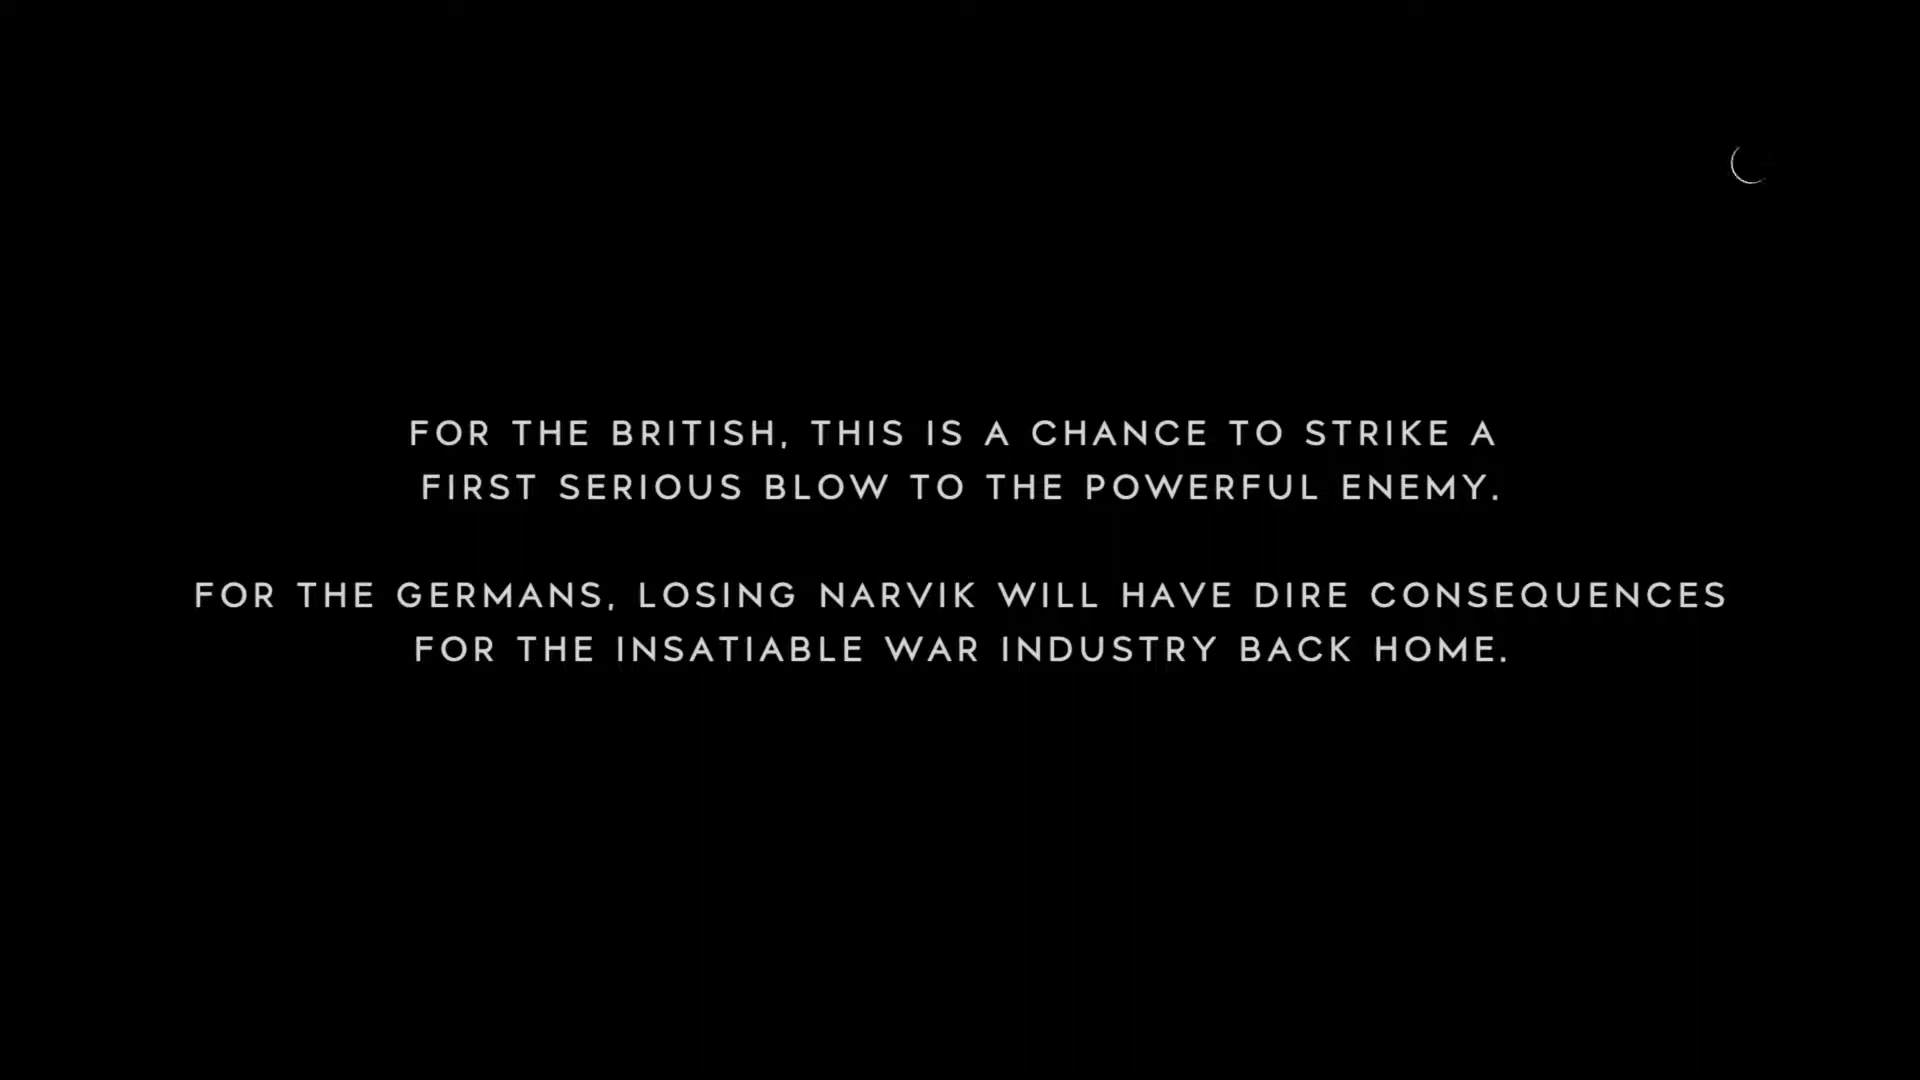 FOR THE BRITISH, THIS IS A CHANCE TO STRIKE A
FIRST SERIOUS BLOW TO THE POWERFUL ENEMY.
FOR THE GERMANS, LOSING NARVIK WILL HAVE DIRE CONSEQUENCES
FOR THE INSATIABLE WAR INDUSTRY BACK HOME.